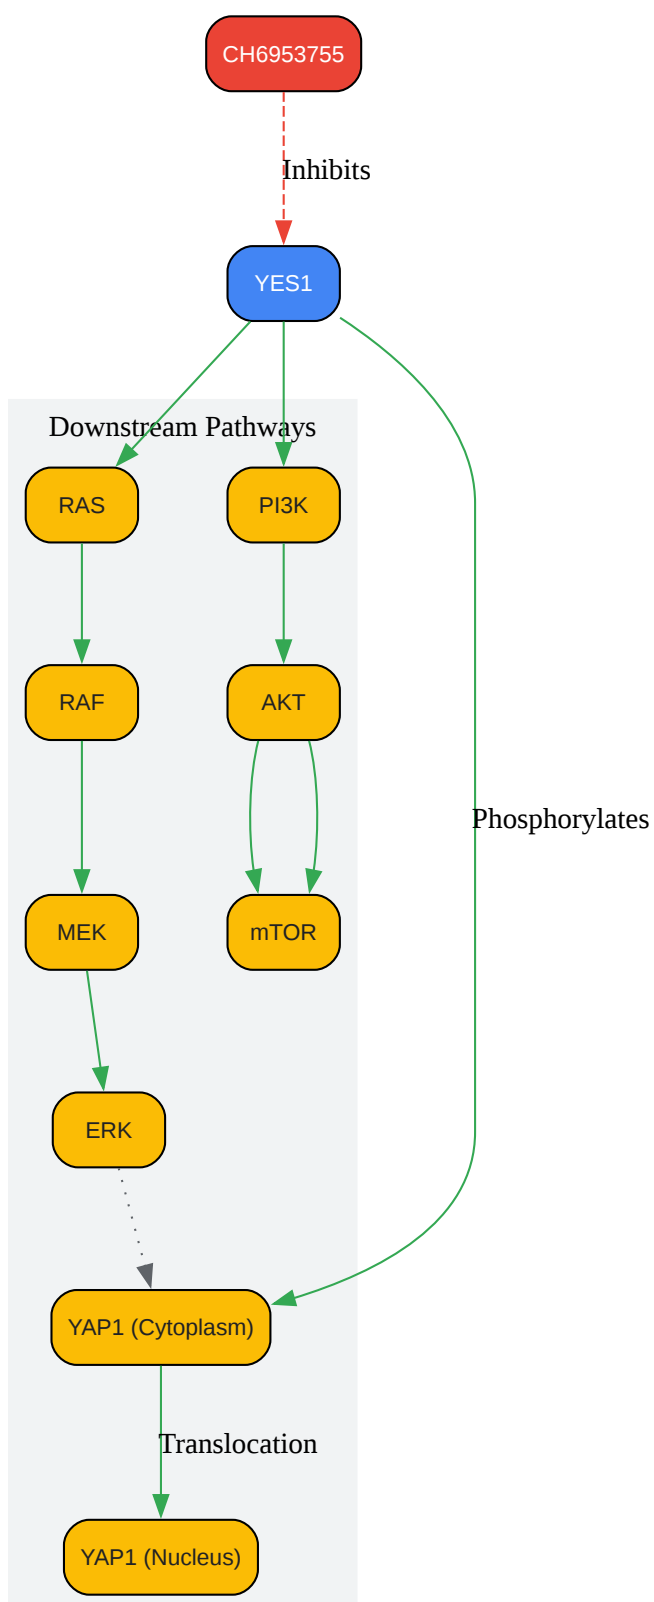 CH6953755
Inhibits
YES1
Downstream Pathways
RAS
PI3K
RAF
AKT
Phosphorylates
MEK
mTOR
ERK
YAP1 (Cytoplasm)
Translocation
YAP1 (Nucleus)